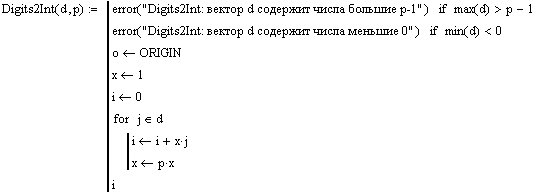 Digits2Int(d,p) := error("Digits2Int: вектор d содержит числа большие p-1") if max(d) > p − 1
error("Digits2Int: вектор d содержит числа меньшие 0") if min(d) < 0
o ← ORIGIN
x ← 1
i ← 0
for j ∈ d
i ← i + x·j
x ← p·x
i